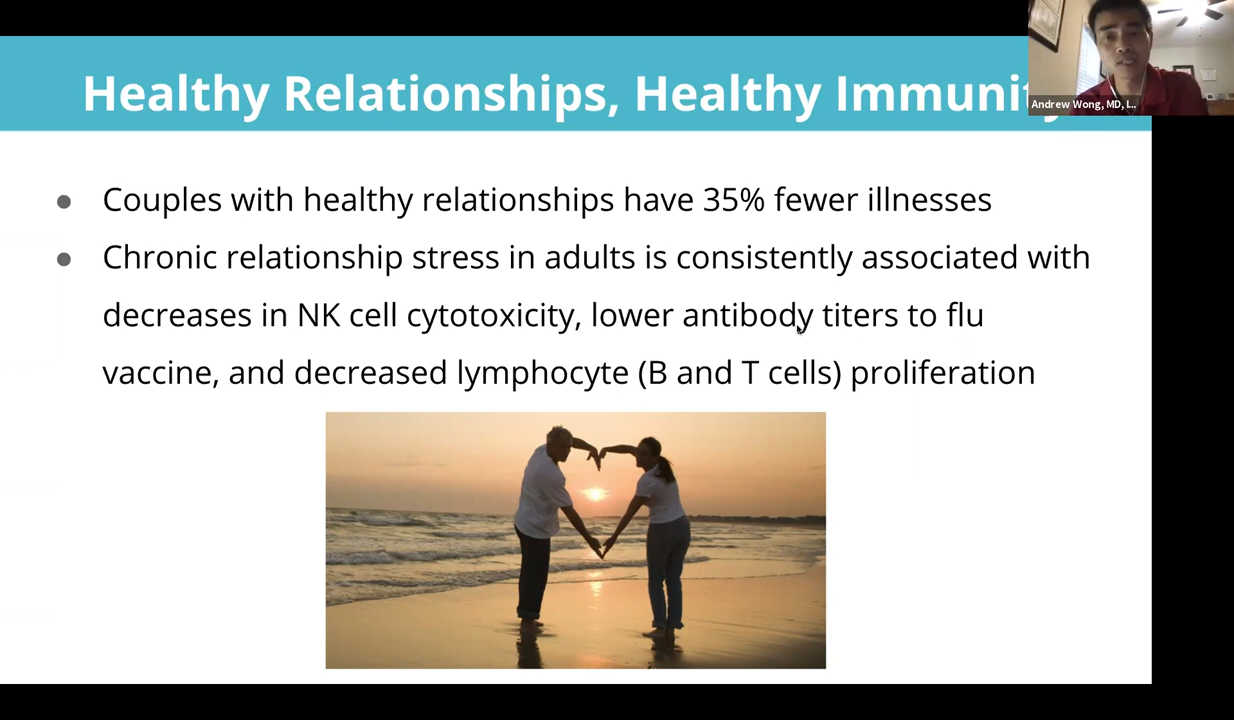 Healthy Relationships, Healthy Immunity
Andrew Wong, MD, L..
● Couples with healthy relationships have 35% fewer illnesses
● Chronic relationship stress in adults is consistently associated with
decreases in NK cell cytotoxicity, lower antibody titers to flu
vaccine, and decreased lymphocyte (B and T cells) proliferation